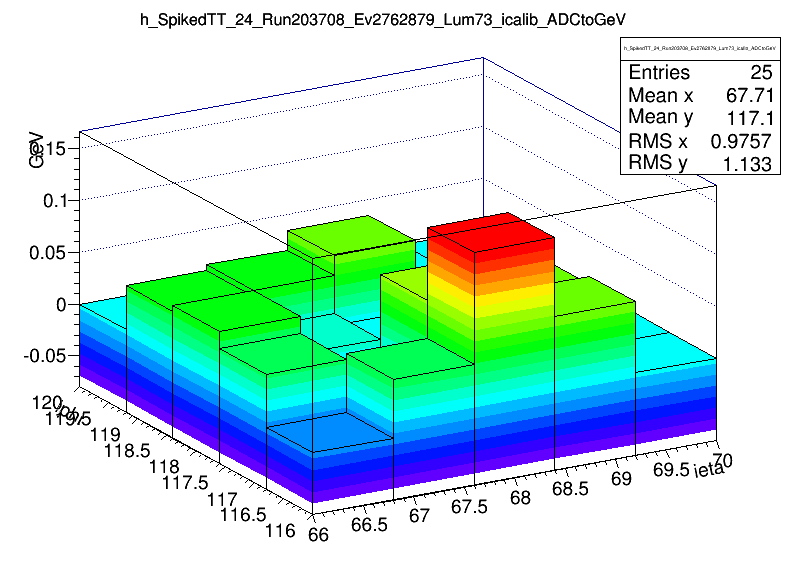 h_SpikedTT_24_Run203708_Ev2762879_Lum73_icalib_ADCtoGeV
h_SpikedTT_24_Run203708_Ev2762879_Lum73_icalib_ADCtoGeV
Entries 25
Mean x 67.71
Mean y 117.1
RMS x 0.9757
RMS y 1.133
GeV
0.15
0.1
0.05
0
-0.05
120
119.5
119
118.5
118
117.5
117
116.5
116
66
66.5
67
67.5
68
68.5
69
69.5
70
ieta